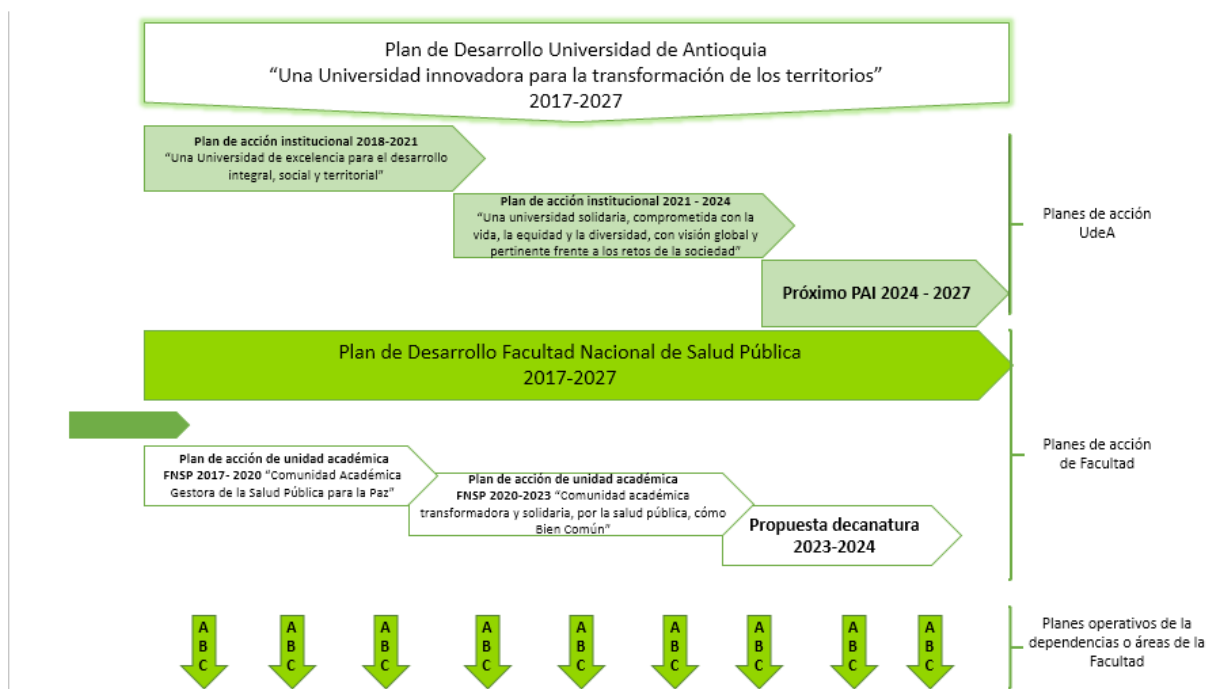 Plan de Desarrollo Universidad de Antioquia
“Una Universidad innovadora para la transformación de los territorios”
2017-2027
Plan de acción institucional 2018-2021
“Una Universidad de excelencia para el desarrollo
integral, social y territorial”
Plan de acción institucional 2021 - 2024
“Una universidad solidaria, comprometida con la
vida, la equidad y la diversidad, con visión global y
pertinente frente a los retos de la sociedad”
Próximo PAI 2024 - 2027
Planes de acción
UdeA
Plan de Desarrollo Facultad Nacional de Salud Pública
2017-2027
Plan de acción de unidad académica
FNSP 2017- 2020 “Comunidad Académica
Gestora de la Salud Pública para la Paz”
Plan de acción de unidad académica
FNSP 2020-2023 “Comunidad académica
transformadora y solidaria, por la salud pública, cómo
Bien Común”
Propuesta decanatura
2023-2024
Planes de acción
de Facultad
A A A A A A A A A
B B B B B B B B B
C C C C C C C C C
Planes operativos de la
dependencias o áreas de la
Facultad